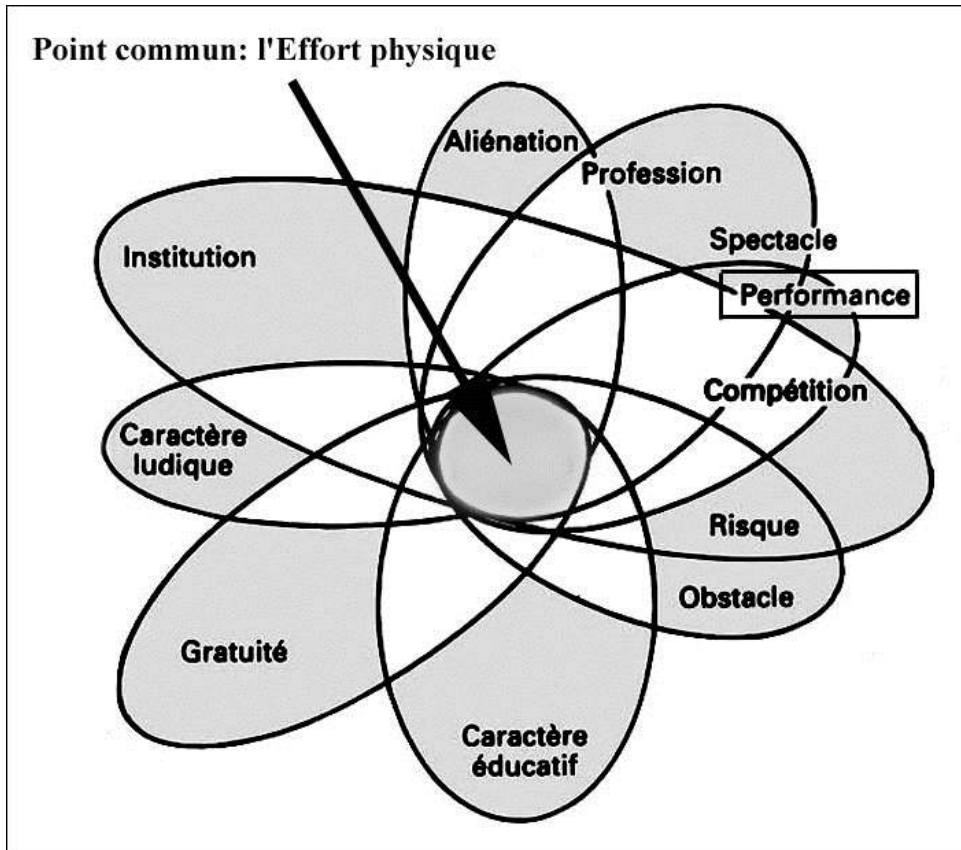 Point commun: l'Effort physique
Aliénation
Profession
Institution
Spectacle
Performance
Compétition
Caractère
ludique
Risque
Obstacle
Gratuité
Caractère
éducatif